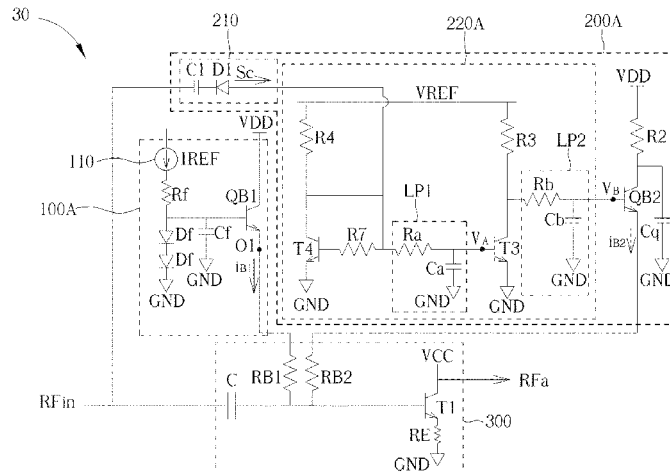 30
210
220A
200A
C1 D1 Sc
VDD
VREF
R4
R3
LP2
R2
VDD
110
IREF
Rf
QB1
LP1
Rb
VB
QB2
100A
Df
Cf
O1
T4
R7
Ra
VA
T3
Cb
iB2
Cq
Df
GND
iB
Ca
GND
GND
GND
GND
GND
GND
GND
RB1
RB2
VCC
RFa
RFin
C
T1
300
RE
GND